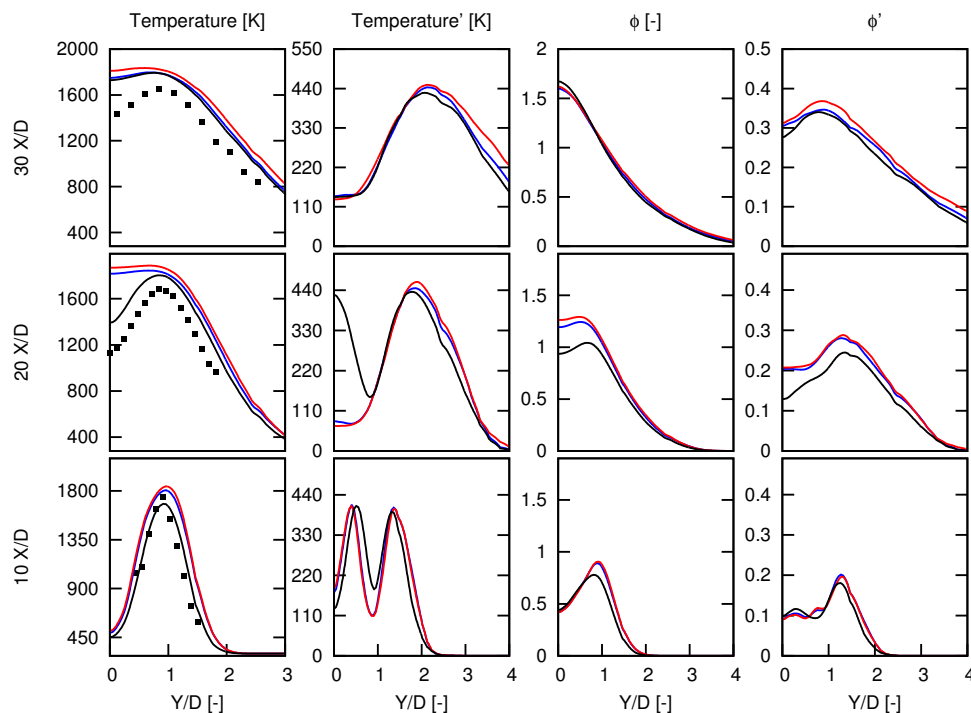 Temperature [K] Temperature' [K] ϕ [-] ϕ'
30 X/D
2000 1600 1200 800 400
550 440 330 220 110 0
2 1.5 1 0.5 0
0.5 0.4 0.3 0.2 0.1 0
20 X/D
1600 1200 800 400
440 330 220 110 0
1.5 1 0.5 0
0.4 0.3 0.2 0.1 0
10 X/D
1800 1350 900 450
440 330 220 110 0
1.5 1 0.5 0
0.4 0.3 0.2 0.1 0
0 1 2 3 0 1 2 3 4 0 1 2 3 4 0 1 2 3 4
Y/D [-] Y/D [-] Y/D [-] Y/D [-]